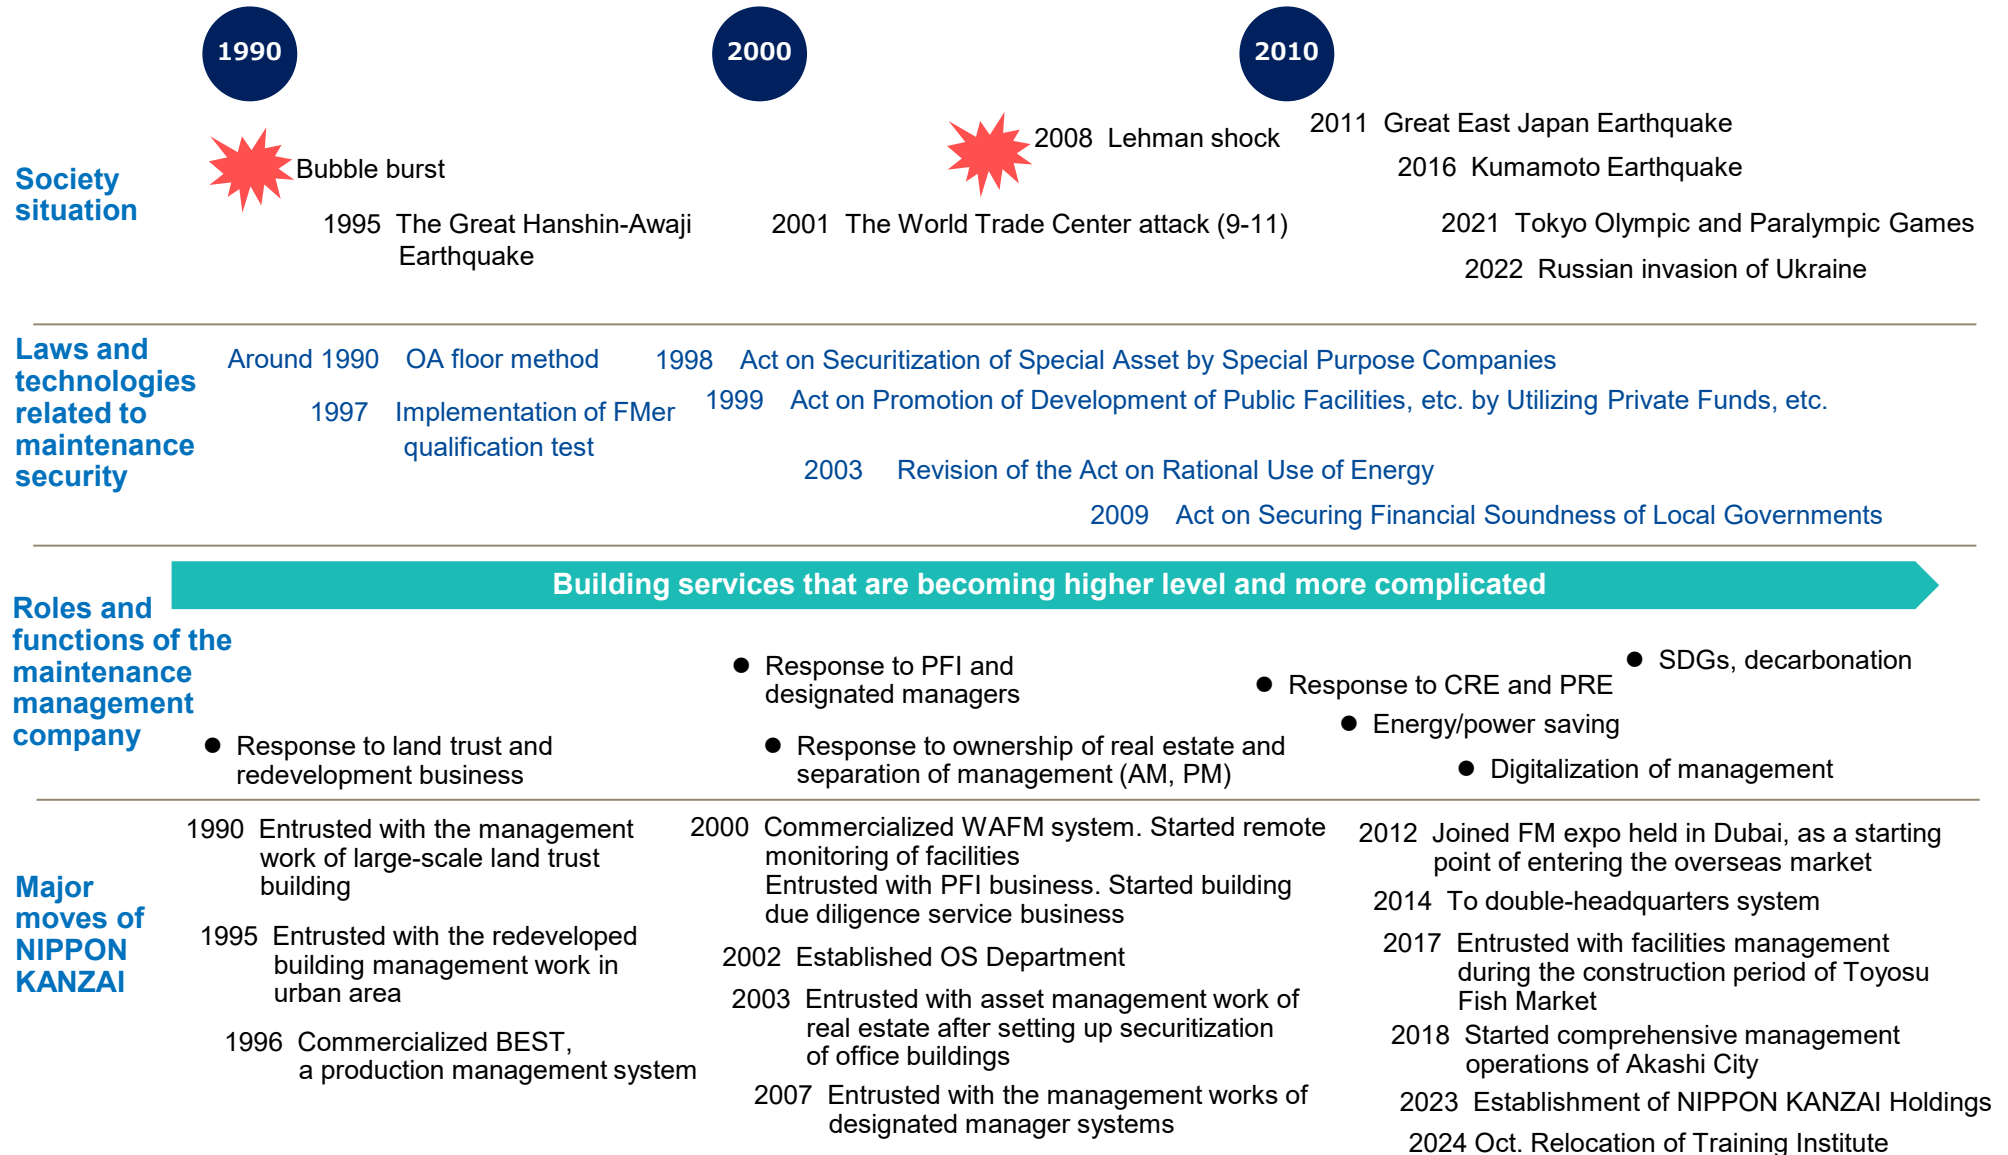 1990
2000
2010
Society
situation
Bubble burst
1995 The Great Hanshin-Awaji
Earthquake
2008 Lehman shock
2001 The World Trade Center attack (9-11)
2011 Great East Japan Earthquake
2016 Kumamoto Earthquake
2021 Tokyo Olympic and Paralympic Games
2022 Russian invasion of Ukraine
Laws and
technologies
related to
maintenance
security
Around 1990 OA floor method
1997 Implementation of FMer
qualification test
1998 Act on Securitization of Special Asset by Special Purpose Companies
1999 Act on Promotion of Development of Public Facilities, etc. by Utilizing Private Funds, etc.
2003 Revision of the Act on Rational Use of Energy
2009 Act on Securing Financial Soundness of Local Governments
Roles and
functions of the
maintenance
management
company
Building services that are becoming higher level and more complicated
● Response to land trust and
redevelopment business
● Response to PFI and
designated managers
● Response to ownership of real estate and
separation of management (AM, PM)
● SDGs, decarbonation
● Response to CRE and PRE
● Energy/power saving
● Digitalization of management
Major
moves of
NIPPON
KANZAI
1990 Entrusted with the management
work of large-scale land trust
building
1995 Entrusted with the redeveloped
building management work in
urban area
1996 Commercialized BEST,
a production management system
2000 Commercialized WAFM system. Started remote
monitoring of facilities
Entrusted with PFI business. Started building
due diligence service business
2002 Established OS Department
2003 Entrusted with asset management work of
real estate after setting up securitization
of office buildings
2007 Entrusted with the management works of
designated manager systems
2012 Joined FM expo held in Dubai, as a starting
point of entering the overseas market
2014 To double-headquarters system
2017 Entrusted with facilities management
during the construction period of Toyosu
Fish Market
2018 Started comprehensive management
operations of Akashi City
2023 Establishment of NIPPON KANZAI Holdings
2024 Oct. Relocation of Training Institute